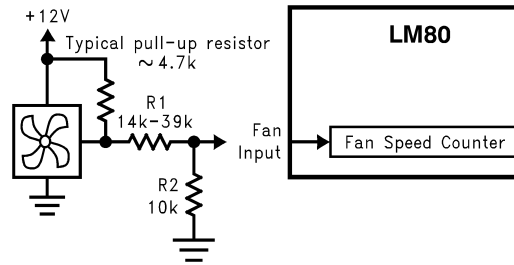 +12V
Typical pull-up resistor
~4.7k
LM80
R1
14k-39k
Fan
Input
Fan Speed Counter
R2
10k